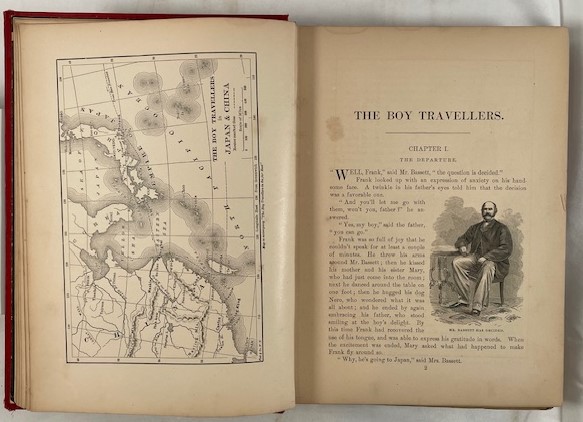 THE BOY TRAVELLERS
IN
JAPAN & CHINA
THE BOY TRAVELLERS.
CHAPTER I.
THE DEPARTURE.
"WELL, Frank," said Mr. Bassett, "the question is decided."
Frank looked up with an expression of anxiety on his hand-
some face. A twinkle in his father's eyes told him that the decision
was a favorable one.
"And you'll let me go with
them, won't you, father?" he an-
swered.
"Yes, my boy," said the father,
"you can go."
Frank was so full of joy that he
couldn't speak for at least a couple
of minutes. He threw his arms
around Mr. Bassett; then he kissed
his mother and his sister Mary,
who had just come into the room;
next he danced around the table on
one foot; then he hugged his dog
Nero, who wondered what it was
all about; and he ended by again
embracing his father, who stood
smiling at the boy's delight. By
this time Frank had recovered the
use of his tongue, and was able to express his gratitude in words. When
the excitement was ended, Mary asked what had happened to make
Frank fly around so.
"Why, he's going to Japan," said Mrs. Bassett.
MR. BASSETT HAS DECIDED.
2